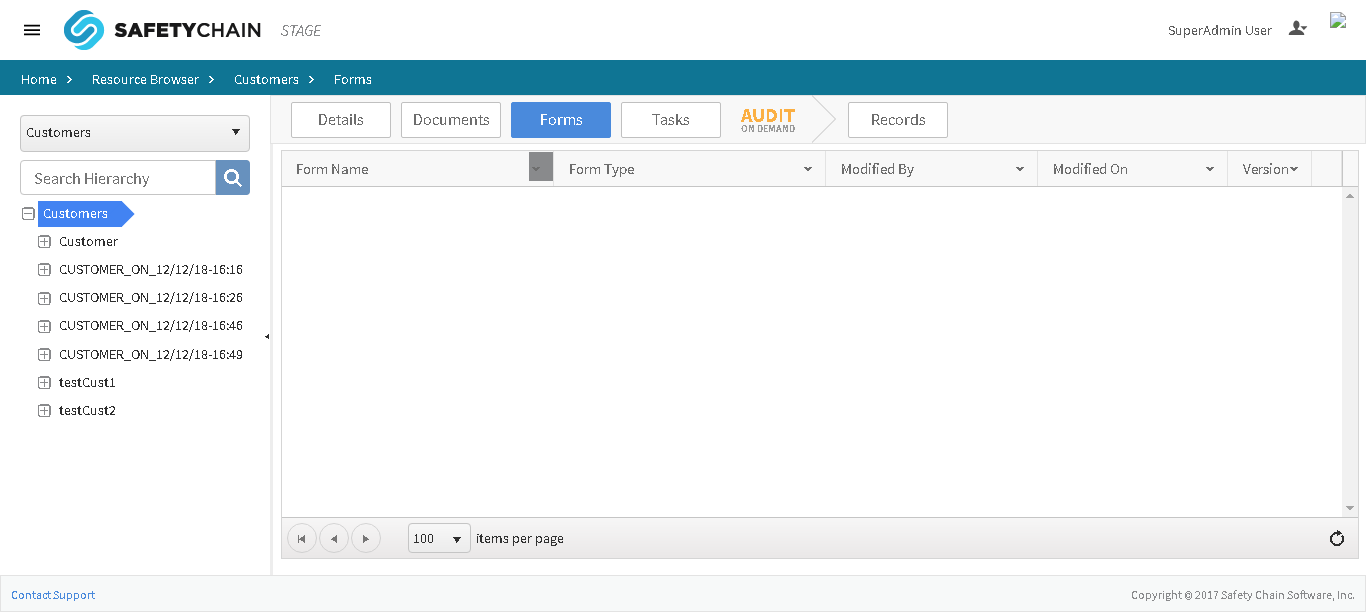 SAFETYCHAIN STAGE
SuperAdmin User
Home Resource Browser Customers Forms
Customers
Search Hierarchy
Customers
Customer
CUSTOMER_ON_12/12/18-16:16
CUSTOMER_ON_12/12/18-16:26
CUSTOMER_ON_12/12/18-16:46
CUSTOMER_ON_12/12/18-16:49
testCust1
testCust2
Details Documents Forms Tasks AUDIT ON DEMAND Records
Form Name Form Type Modified By Modified On Version
100 items per page
Contact Support
Copyright © 2017 Safety Chain Software, Inc.